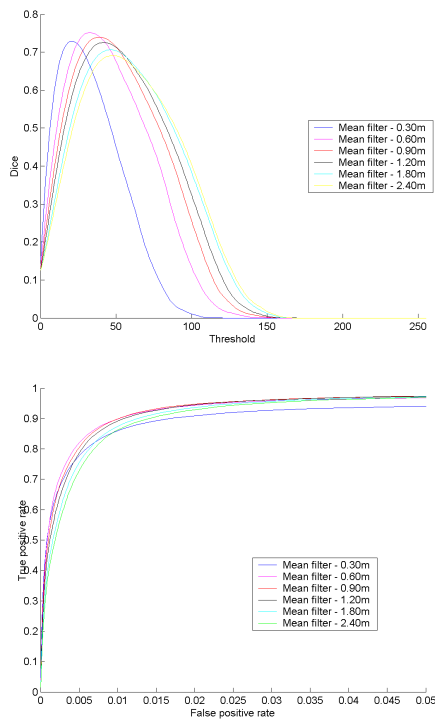 0.8
0.7
0.6
0.5
0.4
0.3
0.2
0.1
0
Dice
Mean filter - 0.30m
Mean filter - 0.60m
Mean filter - 0.90m
Mean filter - 1.20m
Mean filter - 1.80m
Mean filter - 2.40m
0 50 100 150 200 250
Threshold
1
0.9
0.8
0.7
0.6
0.5
0.4
0.3
0.2
0.1
0
True positive rate
Mean filter - 0.30m
Mean filter - 0.60m
Mean filter - 0.90m
Mean filter - 1.20m
Mean filter - 1.80m
Mean filter - 2.40m
0 0.005 0.01 0.015 0.02 0.025 0.03 0.035 0.04 0.045 0.05
False positive rate